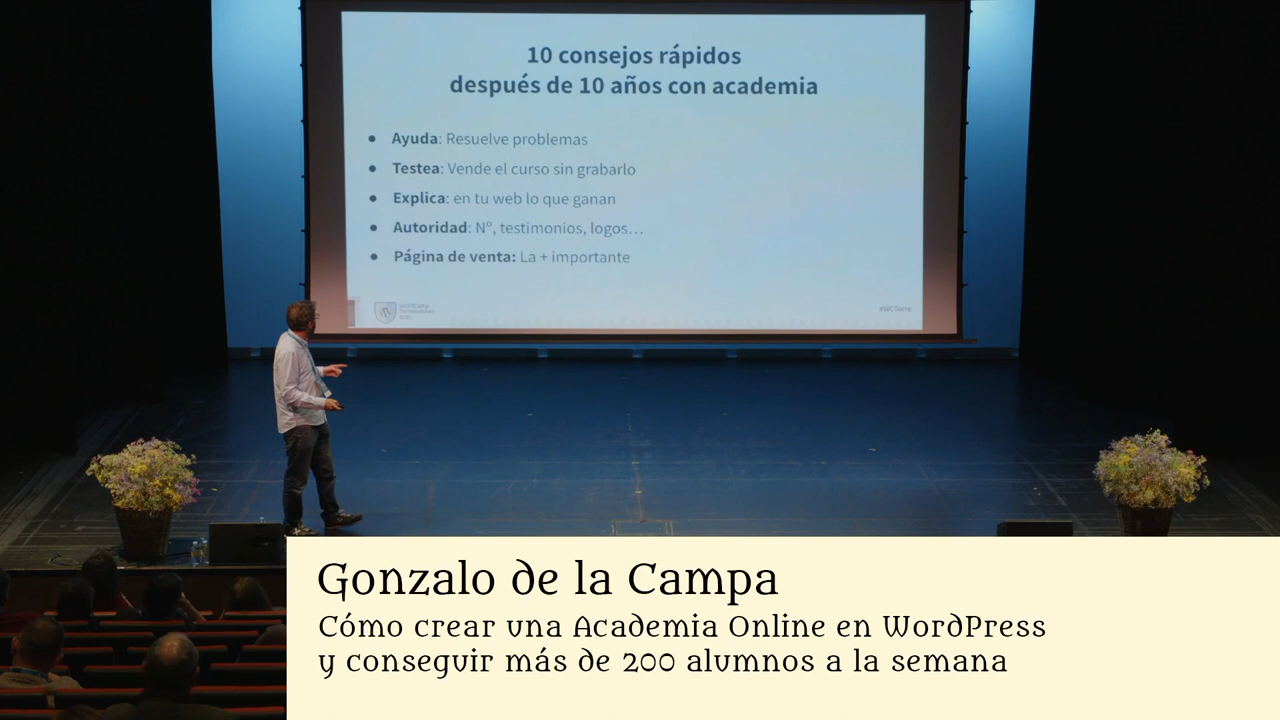 10 consejos rápidos
después de 10 años con academia
● Ayuda: Resuelve problemas
● Testea: Vende el curso sin grabarlo
● Explica: en tu web lo que ganan
● Autoridad: Nº, testimonios, logos...
● Página de venta: La + importante
Gonzalo de la Campa
Cómo crear una Academia Online en WordPress
y conseguir más de 200 alumnos a la semana